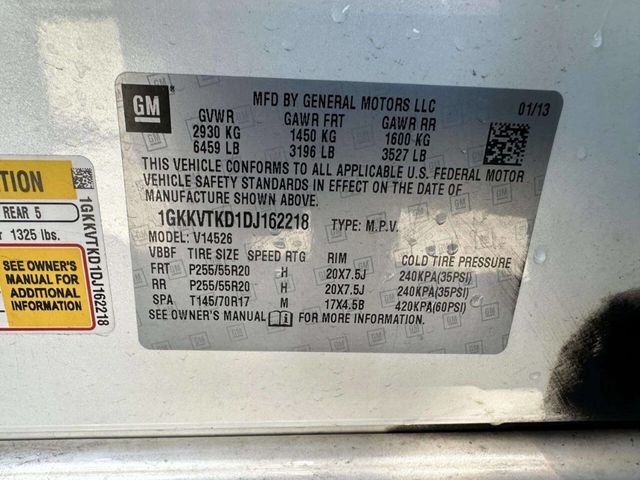 GM
MFD BY GENERAL MOTORS LLC 01/13
GVWR GAWR FRT GAWR RR
2930 KG 1450 KG 1600 KG
6459 LB 3196 LB 3527 LB
THIS VEHICLE CONFORMS TO ALL APPLICABLE U.S. FEDERAL MOTOR
VEHICLE SAFETY STANDARDS IN EFFECT ON THE DATE OF
MANUFACTURE SHOWN ABOVE.
1GKKVTKD1DJ162218 TYPE: M.P.V.
MODEL: V14526
VBBF TIRE SIZE SPEED RTG RIM COLD TIRE PRESSURE
FRT P255/55R20 H 20X7.5J 240KPA(35PSI)
RR P255/55R20 H 20X7.5J 240KPA(35PSI)
SPA T145/70R17 M 17X4.5B 420KPA(60PSI)
SEE OWNER'S MANUAL FOR MORE INFORMATION.
TION
REAR 5
r 1325 lbs.
SEE OWNER'S
MANUAL FOR
ADDITIONAL
INFORMATION
1GKKVTKD1DJ162218